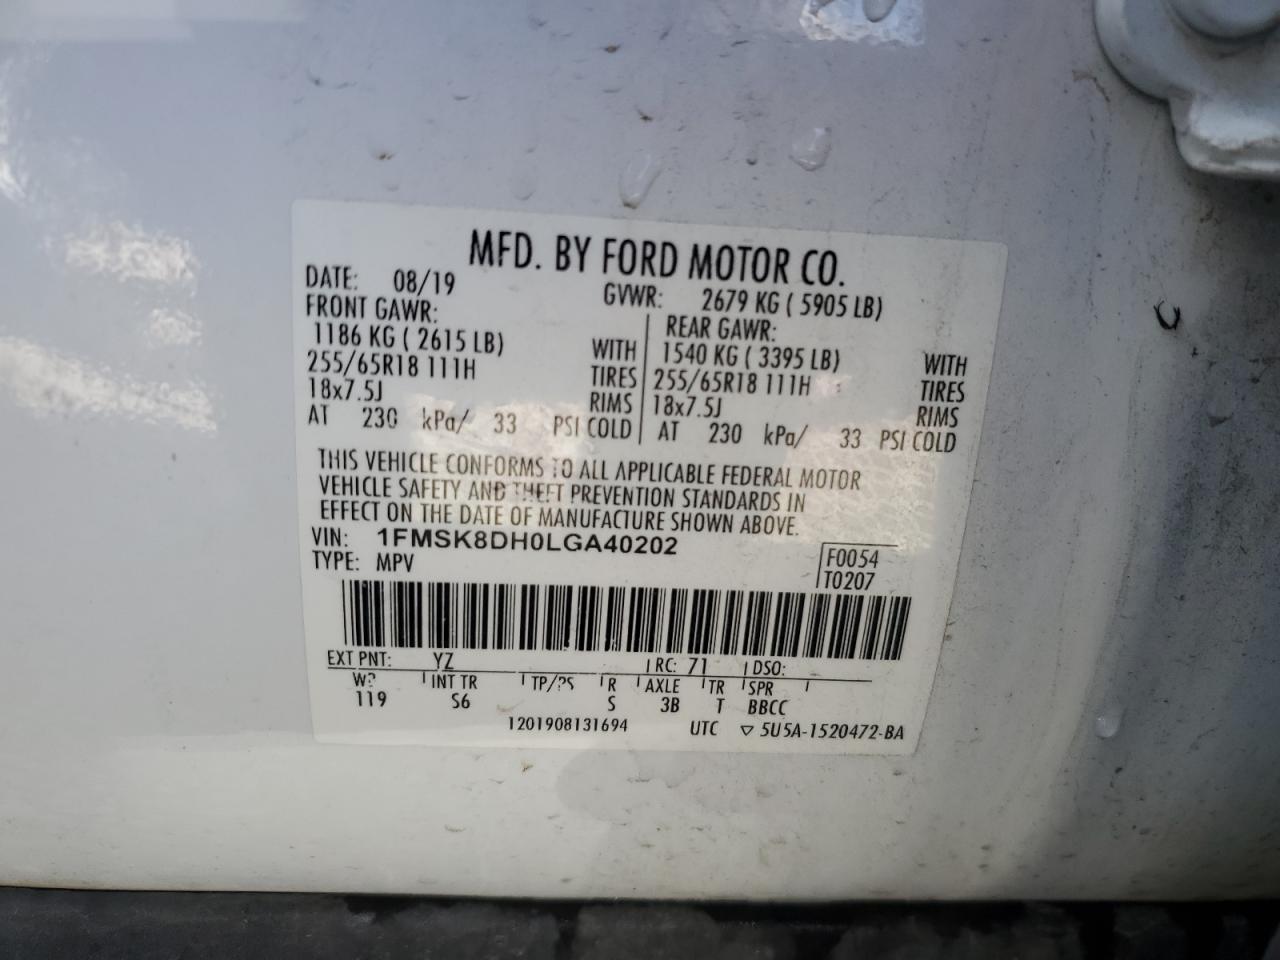 MFD. BY FORD MOTOR CO.
DATE: 08/19 GVWR: 2679 KG ( 5905 LB)
FRONT GAWR: REAR GAWR:
1186 KG ( 2615 LB) WITH 1540 KG ( 3395 LB) WITH
255/65R18 111H TIRES 255/65R18 111H TIRES
18x7.5J RIMS 18x7.5J RIMS
AT 230 kPa/ 33 PSI COLD AT 230 kPa/ 33 PSI COLD
THIS VEHICLE CONFORMS TO ALL APPLICABLE FEDERAL MOTOR
VEHICLE SAFETY AND THEFT PREVENTION STANDARDS IN
EFFECT ON THE DATE OF MANUFACTURE SHOWN ABOVE.
VIN: 1FMSK8DH0LGA40202
TYPE: MPV
F0054
T0207
EXT PNT: YZ RC: 71 DSO:
INT TR TP/PS R AXLE TR SPR
119 S6 S 3B T BBCC
1201908131694 UTC ▽ 5U5A-1520472-BA